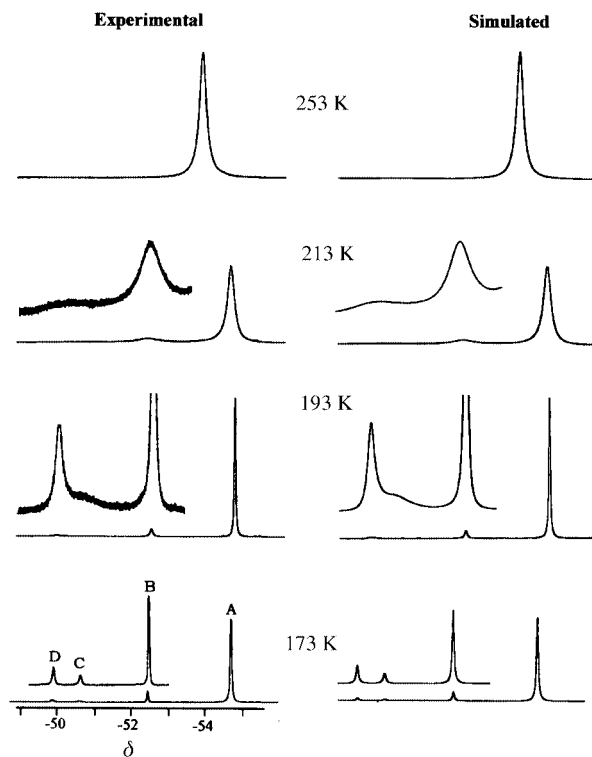 Experimental Simulated
253 K
213 K
193 K
173 K
B
A
D
C
-50 -52 -54
δ